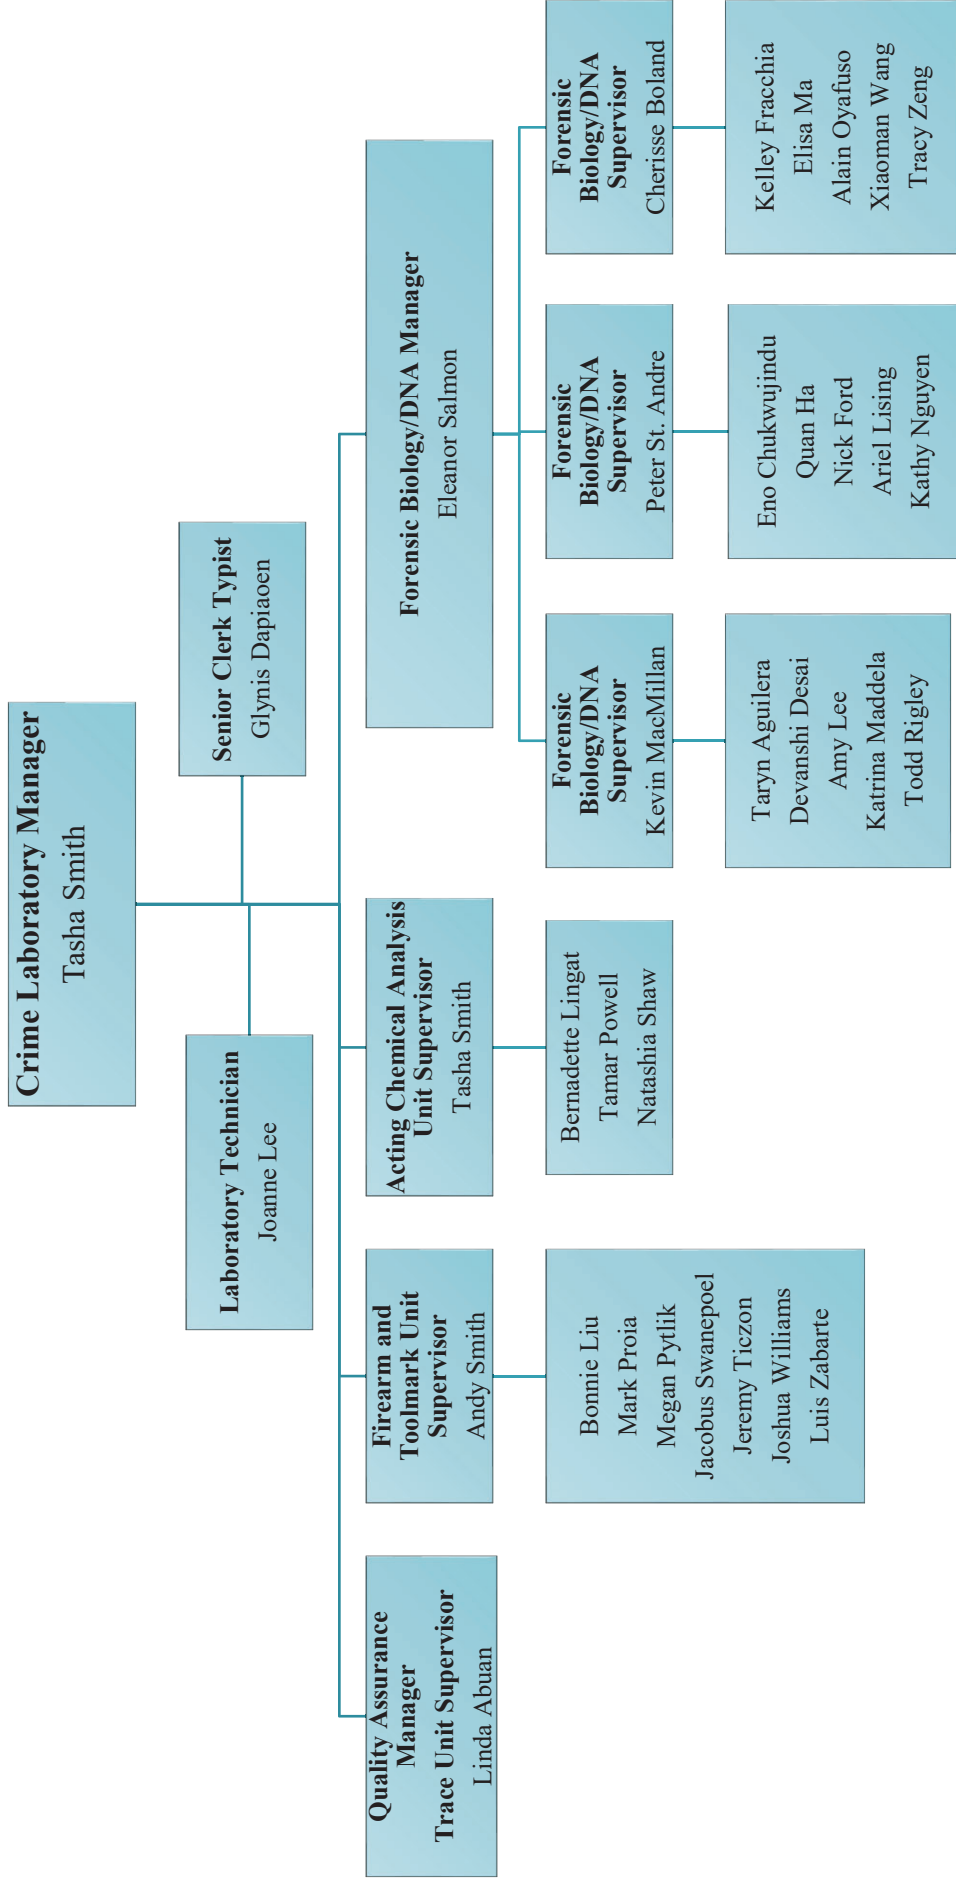 Crime Laboratory Manager
Tasha Smith
Laboratory Technician
Joanne Lee
Senior Clerk Typist
Glynis Dapiaoen
Quality Assurance
Manager
Trace Unit Supervisor
Linda Abuan
Firearm and
Toolmark Unit
Supervisor
Andy Smith
Acting Chemical Analysis
Unit Supervisor
Tasha Smith
Forensic Biology/DNA Manager
Eleanor Salmon
Bonnie Liu
Mark Proia
Megan Pytlik
Jacobus Swanepoel
Jeremy Ticzon
Joshua Williams
Luis Zabarte
Bernadette Lingat
Tamar Powell
Natashia Shaw
Forensic
Biology/DNA
Supervisor
Kevin MacMillan
Forensic
Biology/DNA
Supervisor
Peter St. Andre
Forensic
Biology/DNA
Supervisor
Cherisse Boland
Taryn Aguilera
Devanshi Desai
Amy Lee
Katrina Maddela
Todd Rigley
Eno Chukwujindu
Quan Ha
Nick Ford
Ariel Lising
Kathy Nguyen
Kelley Fracchia
Elisa Ma
Alain Oyafuso
Xiaoman Wang
Tracy Zeng